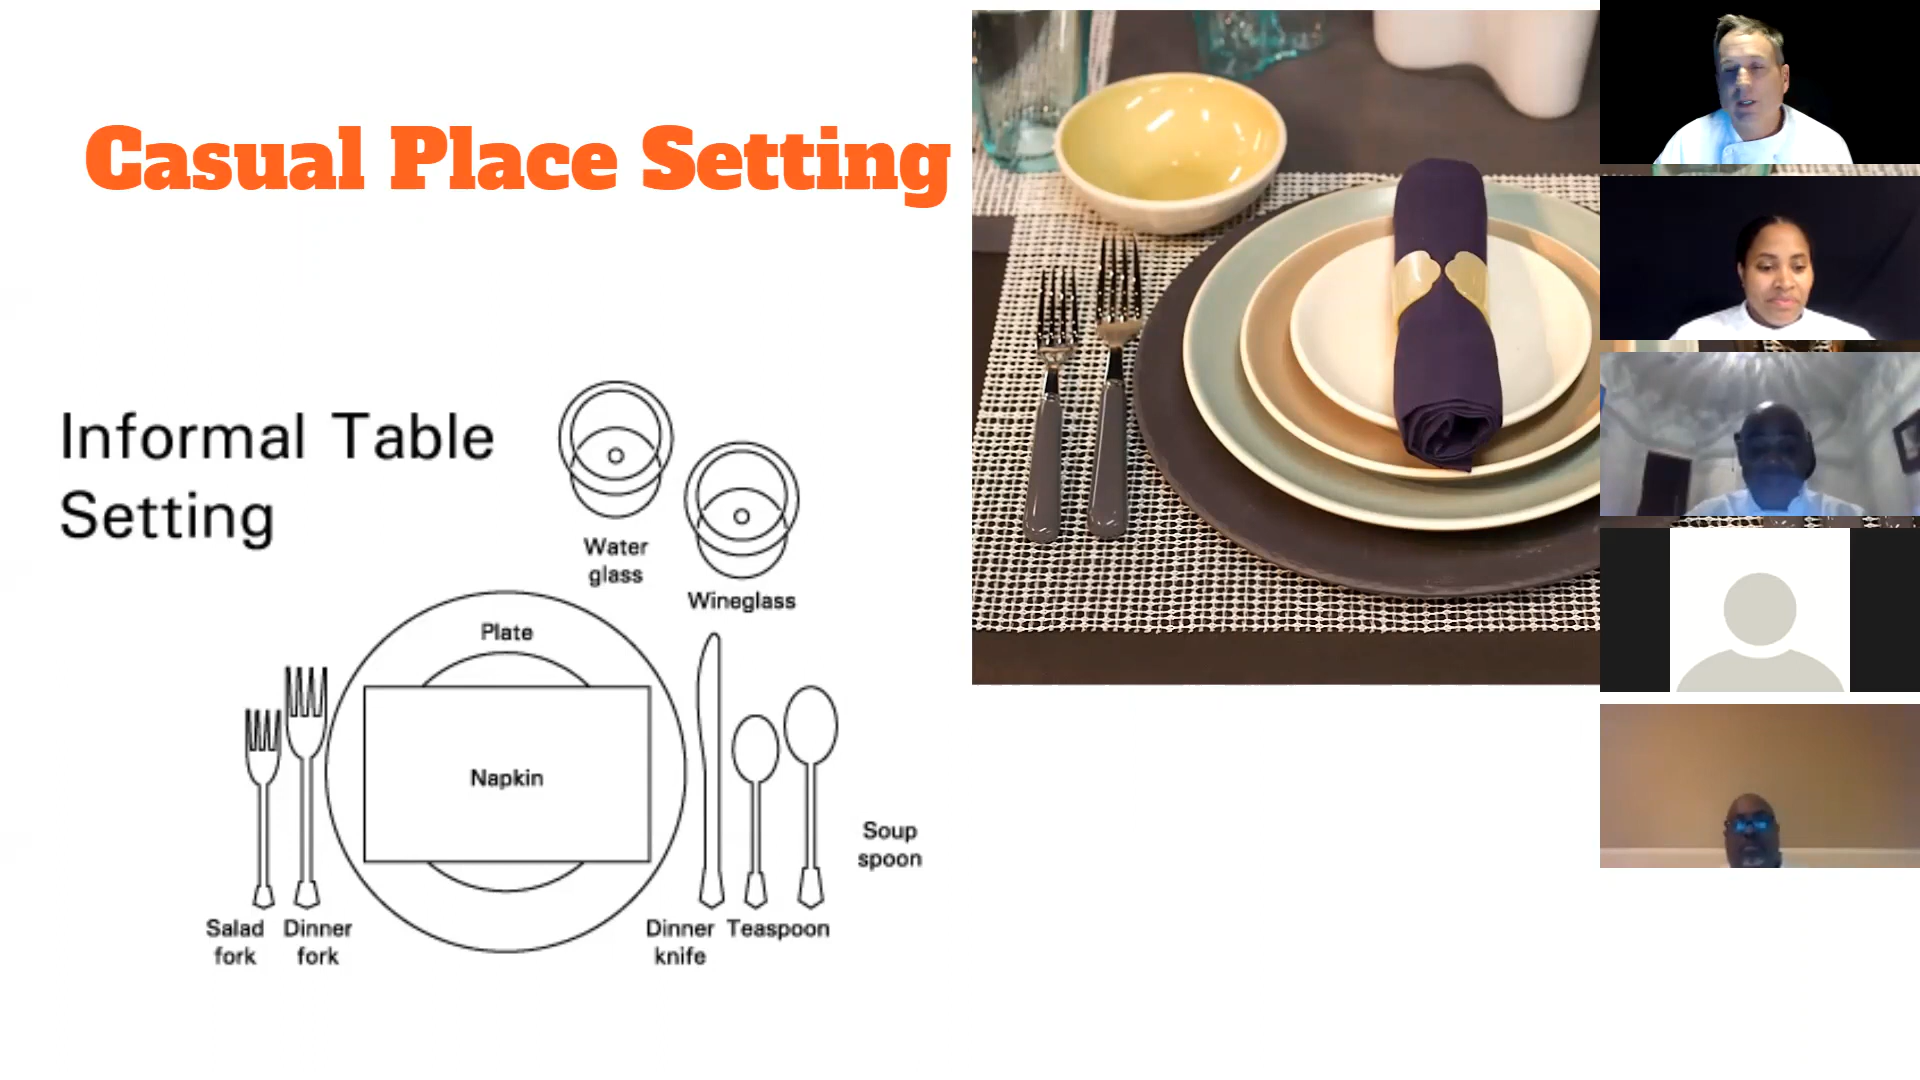 Casual Place Setting
Informal Table
Setting
Water
glass
Wineglass
Plate
Napkin
Soup
spoon
Salad
fork
Dinner
fork
Dinner
knife
Teaspoon